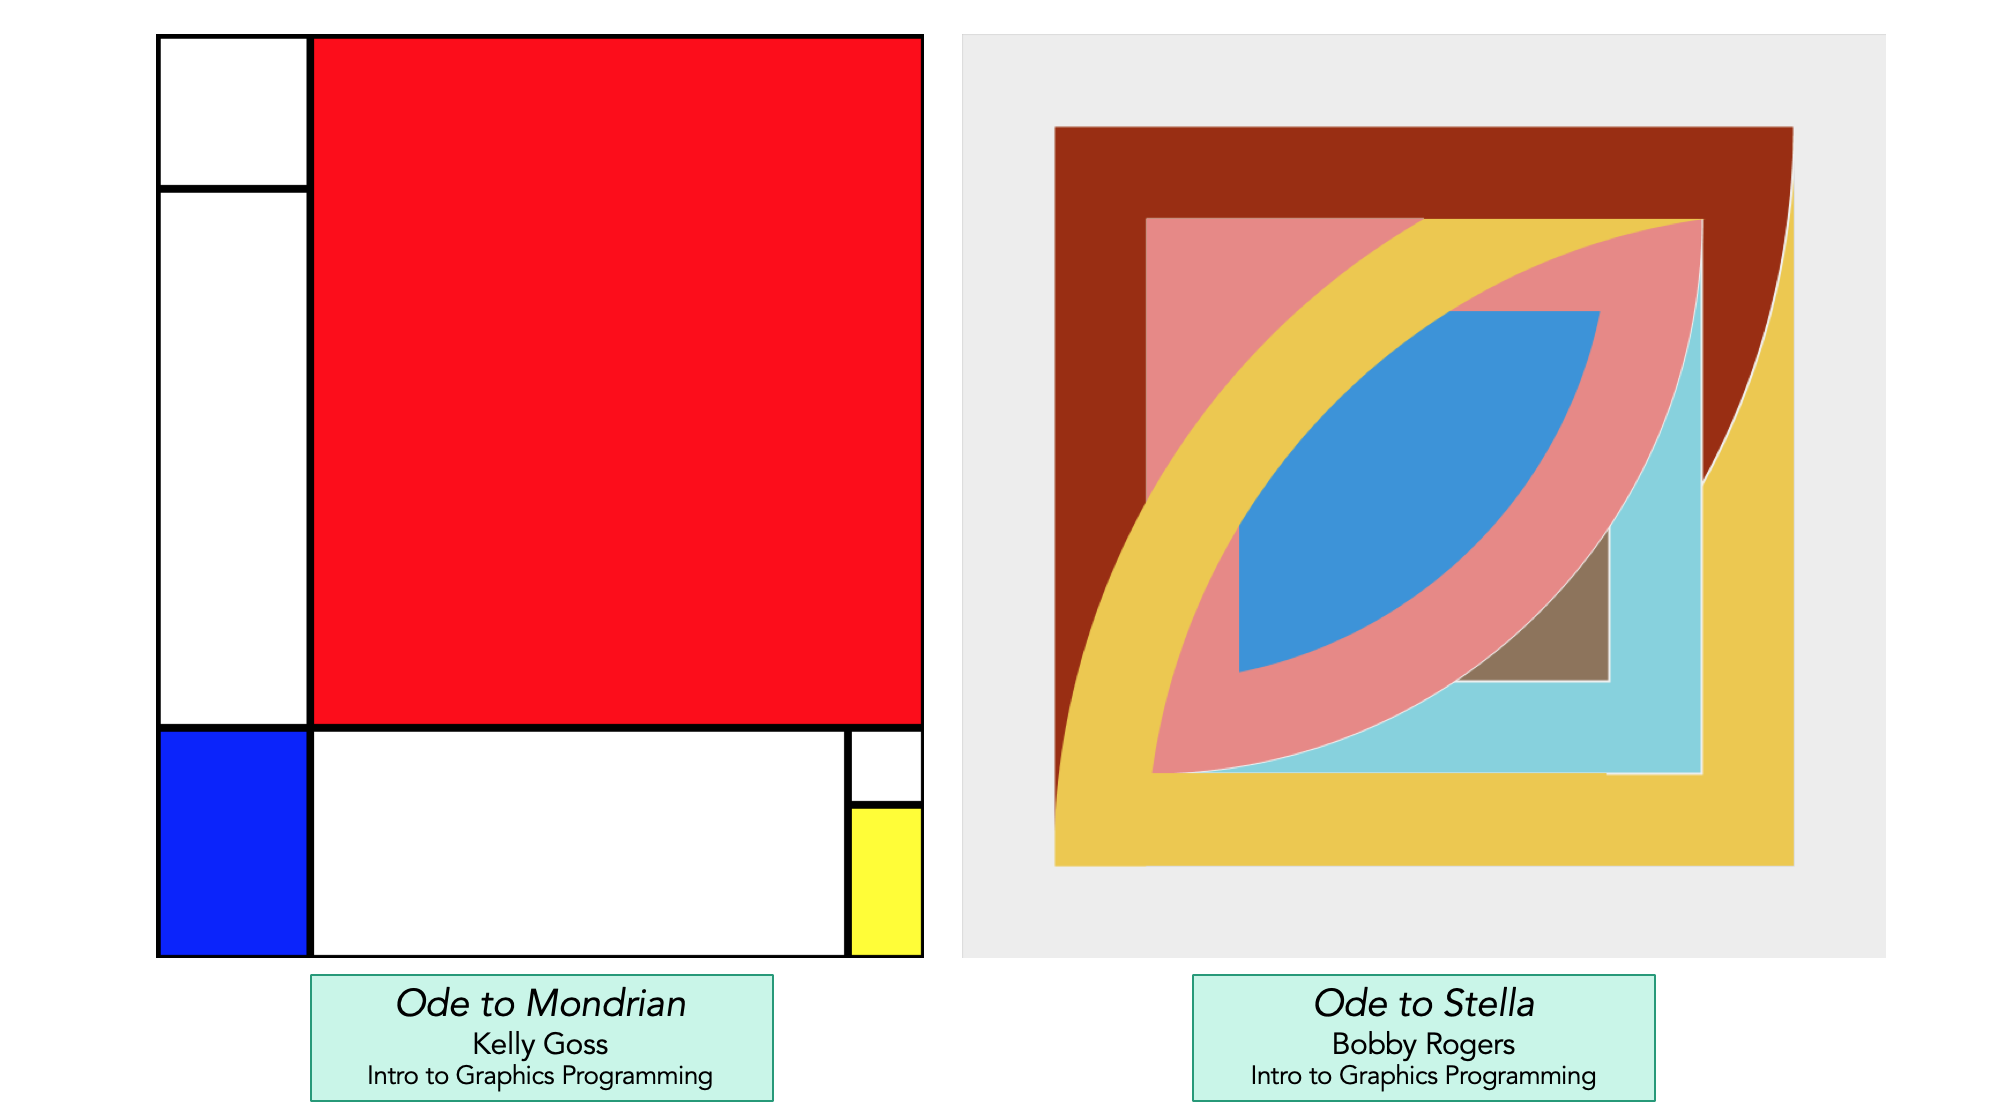 Ode to Mondrian
Kelly Goss
Intro to Graphics Programming
Ode to Stella
Bobby Rogers
Intro to Graphics Programming